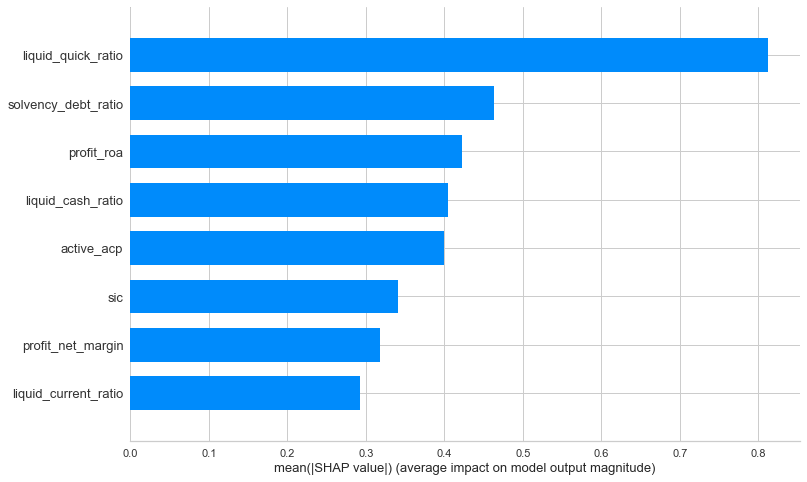 liquid_quick_ratio
solvency_debt_ratio
profit_roa
liquid_cash_ratio
active_acp
sic
profit_net_margin
liquid_current_ratio
0.0 0.1 0.2 0.3 0.4 0.5 0.6 0.7 0.8
mean(|SHAP value|) (average impact on model output magnitude)